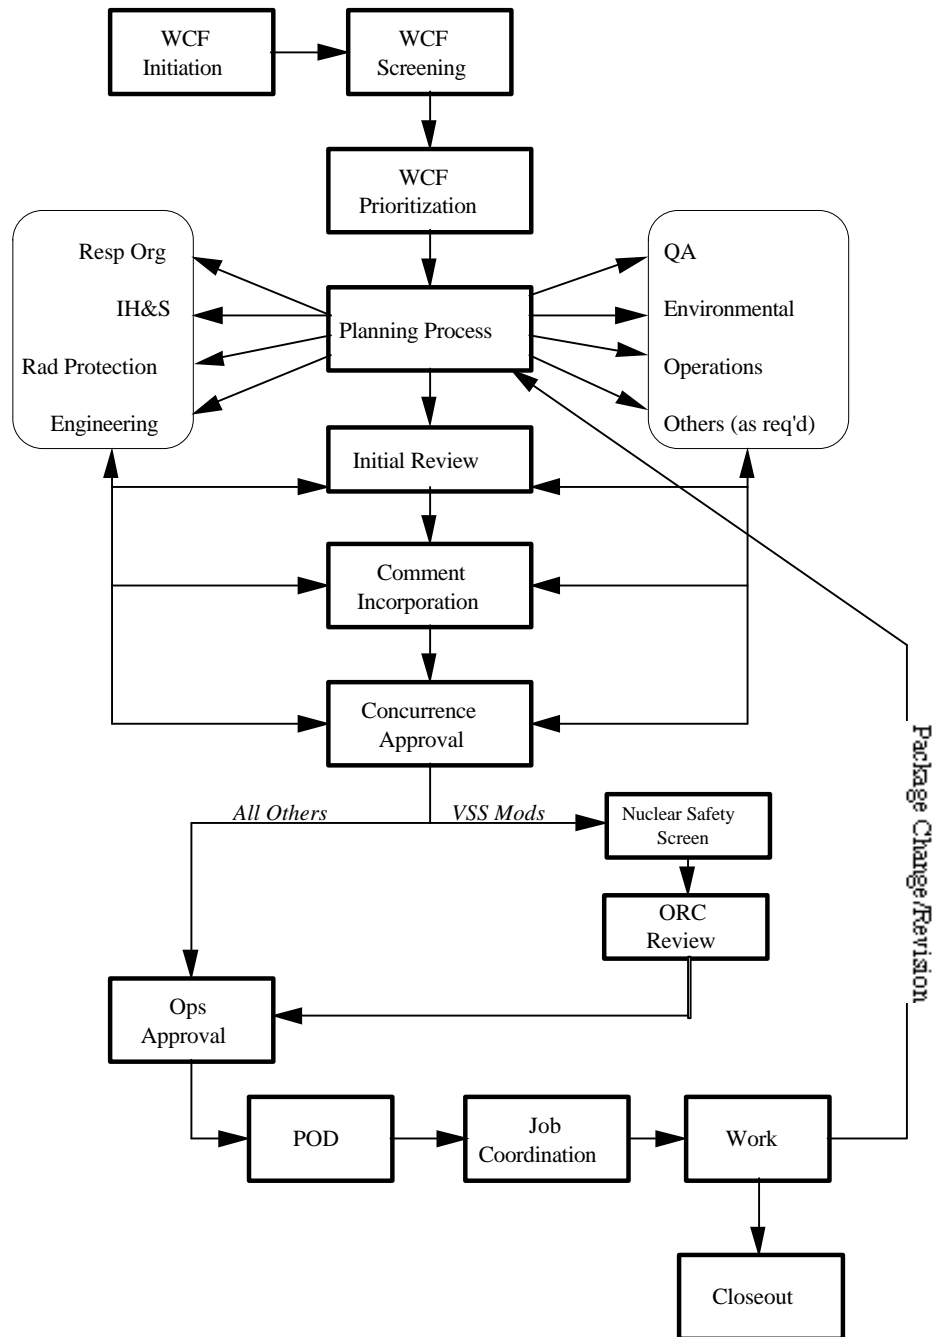 WCF
Initiation
WCF
Screening
WCF
Prioritization
Resp Org
IH&S
Rad Protection
Engineering
Planning Process
QA
Environmental
Operations
Others (as req'd)
Initial Review
Comment
Incorporation
Concurrence
Approval
All Others
VSS Mods
Nuclear Safety
Screen
ORC
Review
Package Change/Revision
Ops
Approval
POD
Job
Coordination
Work
Closeout